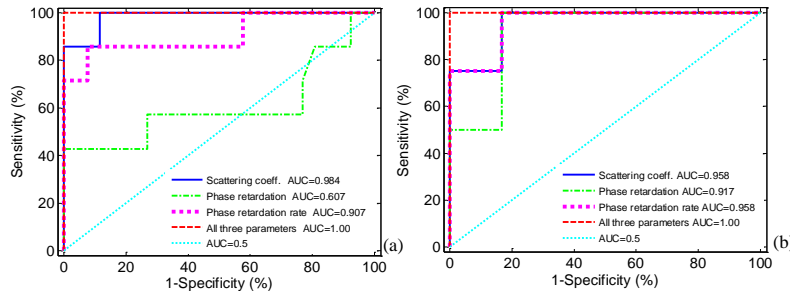 100
80
60
40
20
0
Sensitivity (%)
Scattering coeff. AUC=0.984
Phase retardation AUC=0.607
Phase retardation rate AUC=0.907
All three parameters AUC=1.00
AUC=0.5
0 20 40 60 80 100
1-Specificity (%)
(a)
100
80
60
40
20
0
Sensitivity (%)
Scattering coeff. AUC=0.958
Phase retardation AUC=0.917
Phase retardation rate AUC=0.958
All three parameters AUC=1.00
AUC=0.5
0 20 40 60 80 100
1-Specificity (%)
(b)